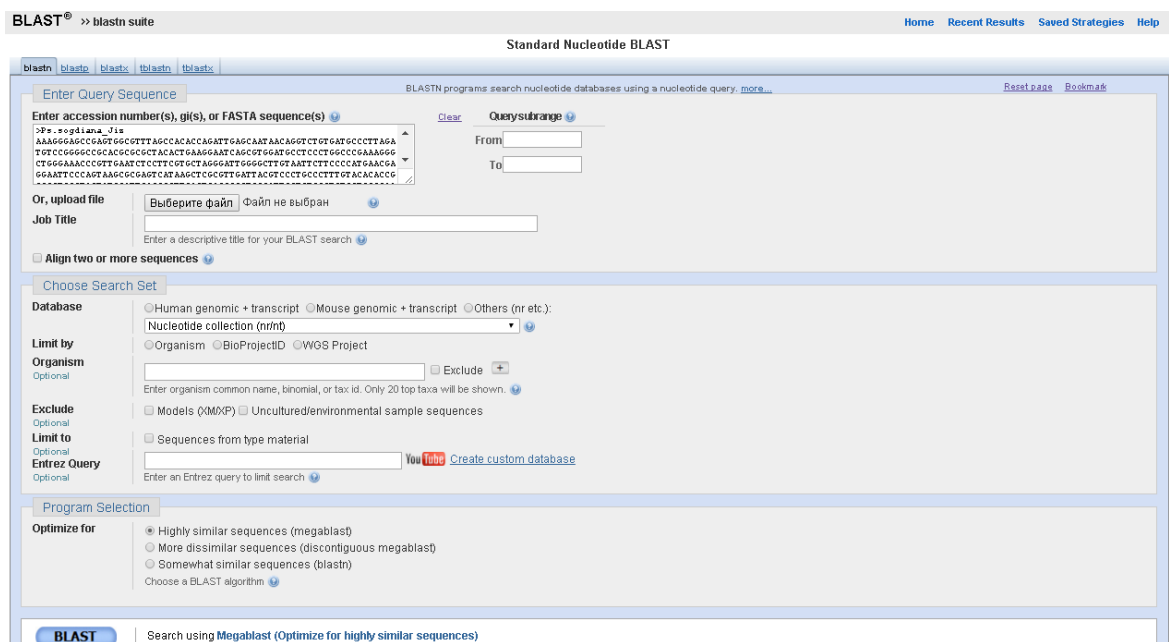 BLAST® >> blastn suite Home Recent Results Saved Strategies Help
Standard Nucleotide BLAST
blastn blastp blastx tblastn tblastx
Enter Query Sequence BLASTN programs search nucleotide databases using a nucleotide query. more... Reset page Bookmark
Enter accession number(s), gi(s), or FASTA sequence(s) Clear Query subrange
>Ps.sogdiana_Jiz
AAAGGGAGCCGAGTGGCGTTTAGCCACACCAGATTGAGCAATAACAGGTCTGTGATGCCCTTAGA
TGTCCGGGGCCGCACGCGCGCTACACTGAAGGAATCAGCGTGGATGCCTCCCTGGCCCGAAAGGG
CTGGGAAACCCGTTGAATCTCCTTCGTGCTAGGGATTGGGGCTTGTAATTCTTCCCCATGAACGA
GGAATTCCCAGTAAGCGCGAGTCATAAGCTCGCGTTGATTACGTCCCTGCCCTTTGTACACACCG
From
To
Or, upload file Выберите файл Файл не выбран
Job Title
Enter a descriptive title for your BLAST search
Align two or more sequences
Choose Search Set
Database Human genomic + transcript Mouse genomic + transcript Others (nr etc.):
Nucleotide collection (nr/nt)
Limit by Organism BioProjectID WGS Project
Organism
Optional Exclude +
Enter organism common name, binomial, or tax id. Only 20 top taxa will be shown.
Exclude Models (XM/XP) Uncultured/environmental sample sequences
Optional
Limit to Sequences from type material
Optional
Entrez Query YouTube Create custom database
Optional Enter an Entrez query to limit search
Program Selection
Optimize for Highly similar sequences (megablast)
More dissimilar sequences (discontiguous megablast)
Somewhat similar sequences (blastn)
Choose a BLAST algorithm
BLAST Search using Megablast (Optimize for highly similar sequences)